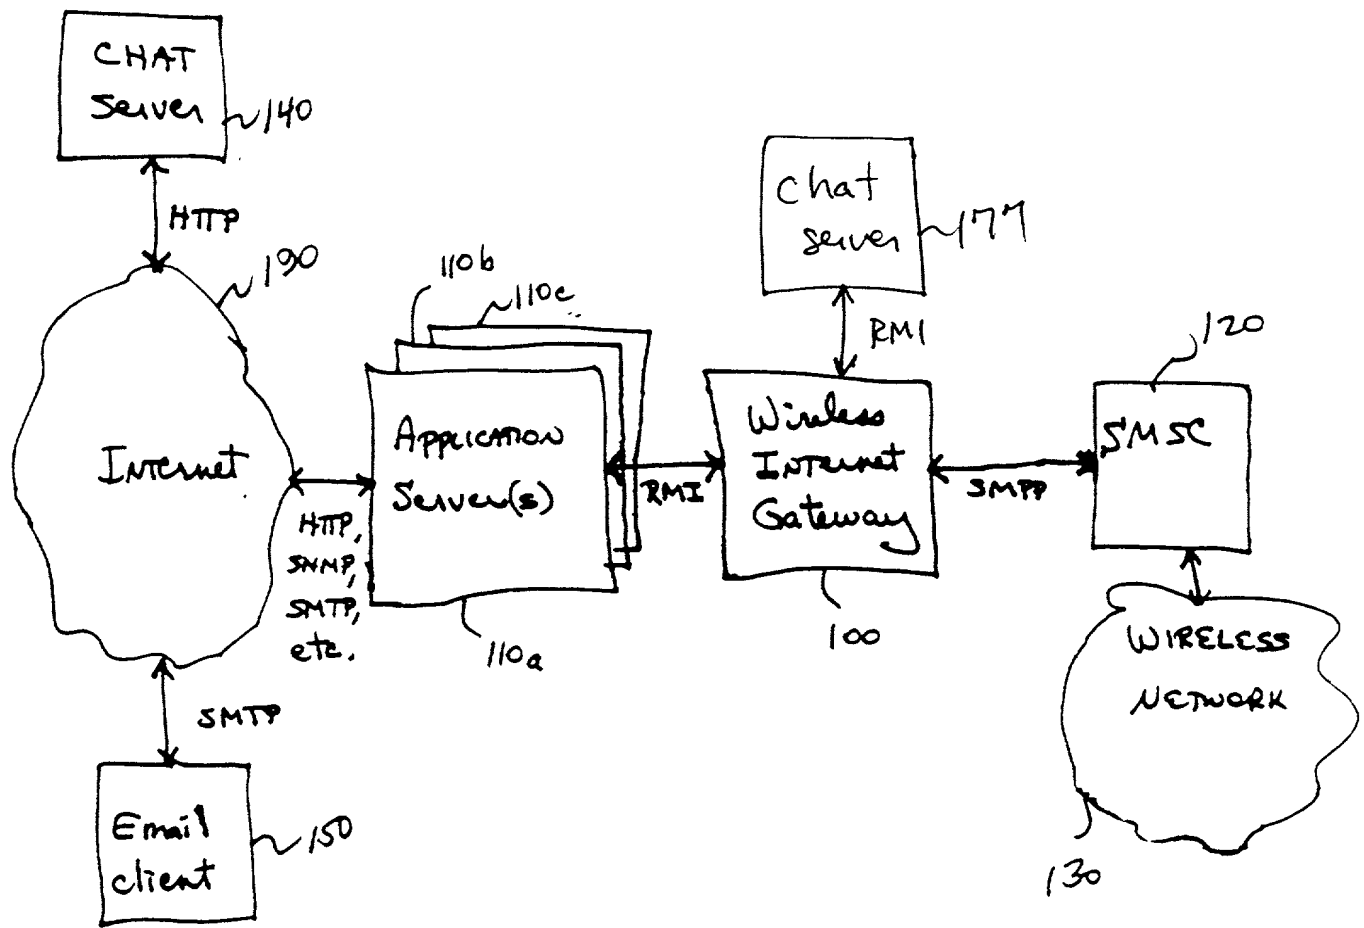 CHAT
Server
140
HTTP
190
110b
110c
Chat
server
177
RMI
120
Internet
HTTP,
SNMP,
SMTP,
etc.
Application
Server(s)
110a
RMI
Wireless
Internet
Gateway
100
SMPP
SMSC
WIRELESS
NETWORK
130
SMTP
Email
client
150